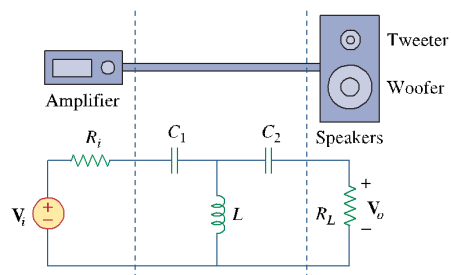 Tweeter
Woofer
Amplifier
Speakers
R_i
C_1
C_2
V_i
+
−
L
R_L
+
V_o
−